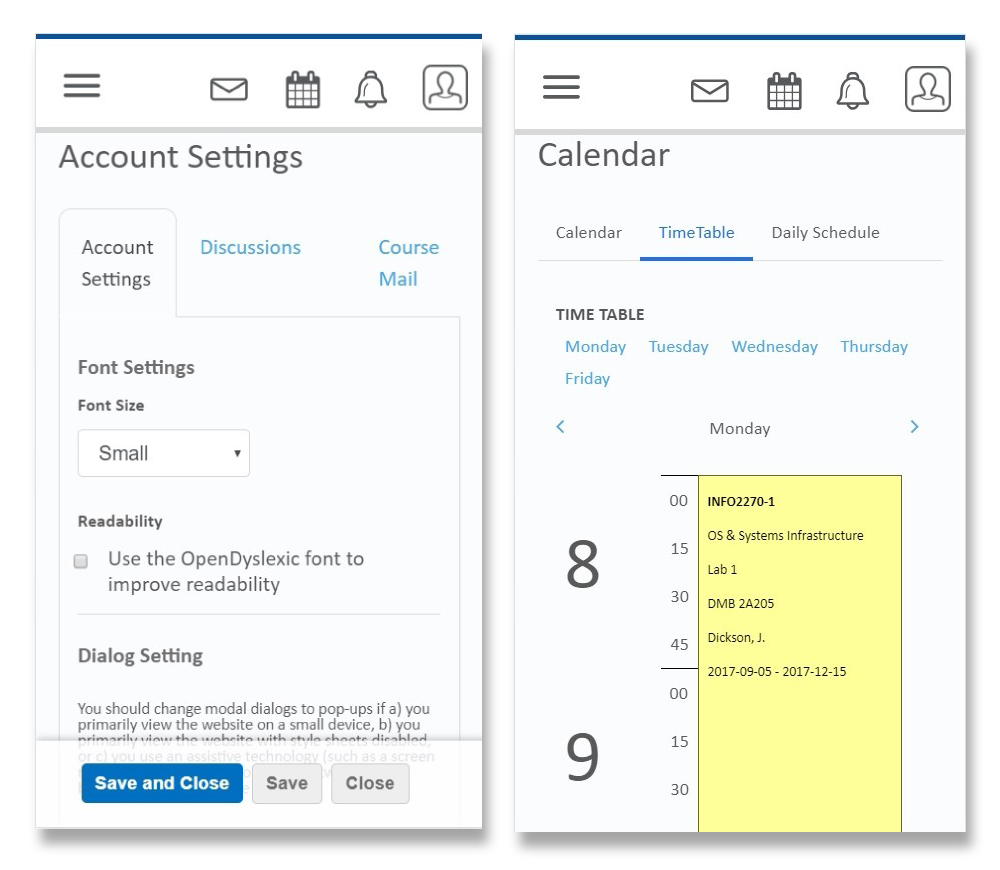 Account Settings
Account
Settings
Discussions
Course
Mail
Font Settings
Font Size
Small
Readability
Use the OpenDyslexic font to
improve readability
Dialog Setting
You should change modal dialogs to pop-ups if a) you
primarily view the website on a small device, b) you
primarily view the website with style sheets disabled,
or c) you use an assistive technology (such as a screen
Save and Close
Save
Close
Calendar
Calendar TimeTable Daily Schedule
TIME TABLE
Monday Tuesday Wednesday Thursday
Friday
Monday
8
00
15
30
45
INFO2270-1
OS & Systems Infrastructure
Lab 1
DMB 2A205
Dickson, J.
2017-09-05 - 2017-12-15
9
00
15
30